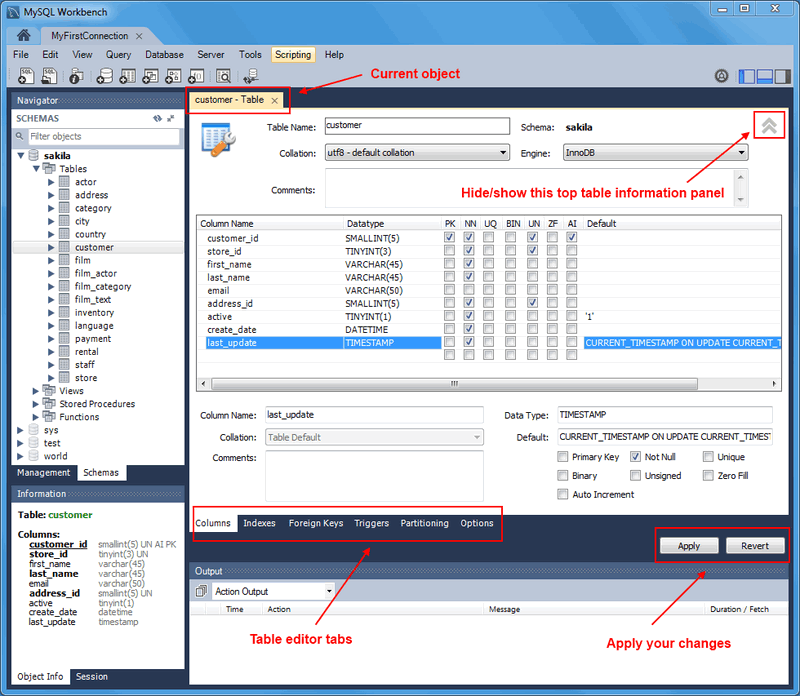 MySQL Workbench
MyFirstConnection
File Edit View Query Database Server Tools Scripting Help
Current object
Navigator
customer - Table
SCHEMAS
Filter objects
Table Name: customer Schema: sakila
Collation: utf8 - default collation Engine: InnoDB
Comments:
Hide/show this top table information panel
sakila
Tables
actor
address
category
city
country
customer
film
film_actor
film_category
film_text
inventory
language
payment
rental
staff
store
Views
Stored Procedures
Functions
sys
test
world
Management Schemas
Column Name Datatype PK NN UQ BIN UN ZF AI Default
customer_id SMALLINT(5)
store_id TINYINT(3)
first_name VARCHAR(45)
last_name VARCHAR(45)
email VARCHAR(50)
address_id SMALLINT(5)
active TINYINT(1) '1'
create_date DATETIME
last_update TIMESTAMP CURRENT_TIMESTAMP ON UPDATE CURRENT_TI
Column Name: last_update Data Type: TIMESTAMP
Collation: Table Default Default: CURRENT_TIMESTAMP ON UPDATE CURRENT_TIMEST
Comments: Primary Key Not Null Unique
Binary Unsigned Zero Fill
Auto Increment
Columns Indexes Foreign Keys Triggers Partitioning Options
Apply Revert
Information
Table: customer
Columns:
customer_id smallint(5) UN AI PK
store_id tinyint(3) UN
first_name varchar(45)
last_name varchar(45)
email varchar(50)
address_id smallint(5) UN
active tinyint(1)
create_date datetime
last_update timestamp
Object Info Session
Output
Action Output
Time Action Message Duration / Fetch
Table editor tabs
Apply your changes